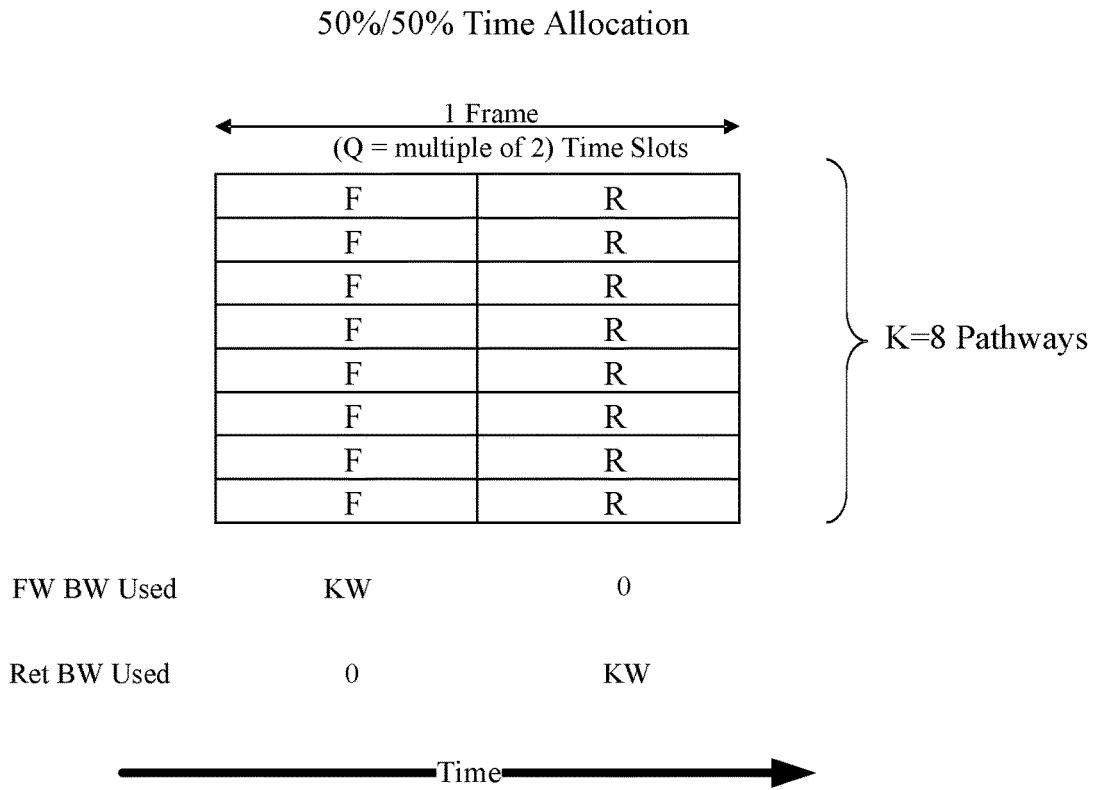 50%/50% Time Allocation
1 Frame
(Q = multiple of 2) Time Slots
F R
F R
F R
F R
F R
F R
F R
F R
K=8 Pathways
FW BW Used KW 0
Ret BW Used 0 KW
Time